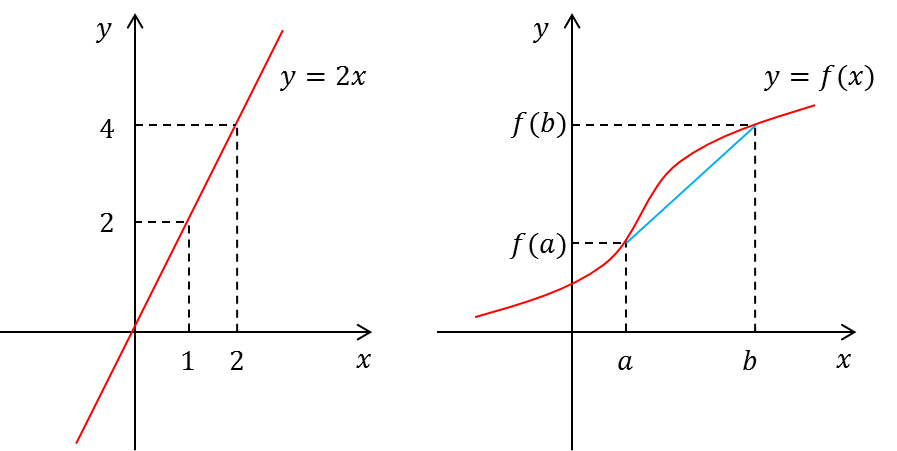 y
y = 2x
4
2
1
2
x
y
y = f(x)
f(b)
f(a)
a
b
x